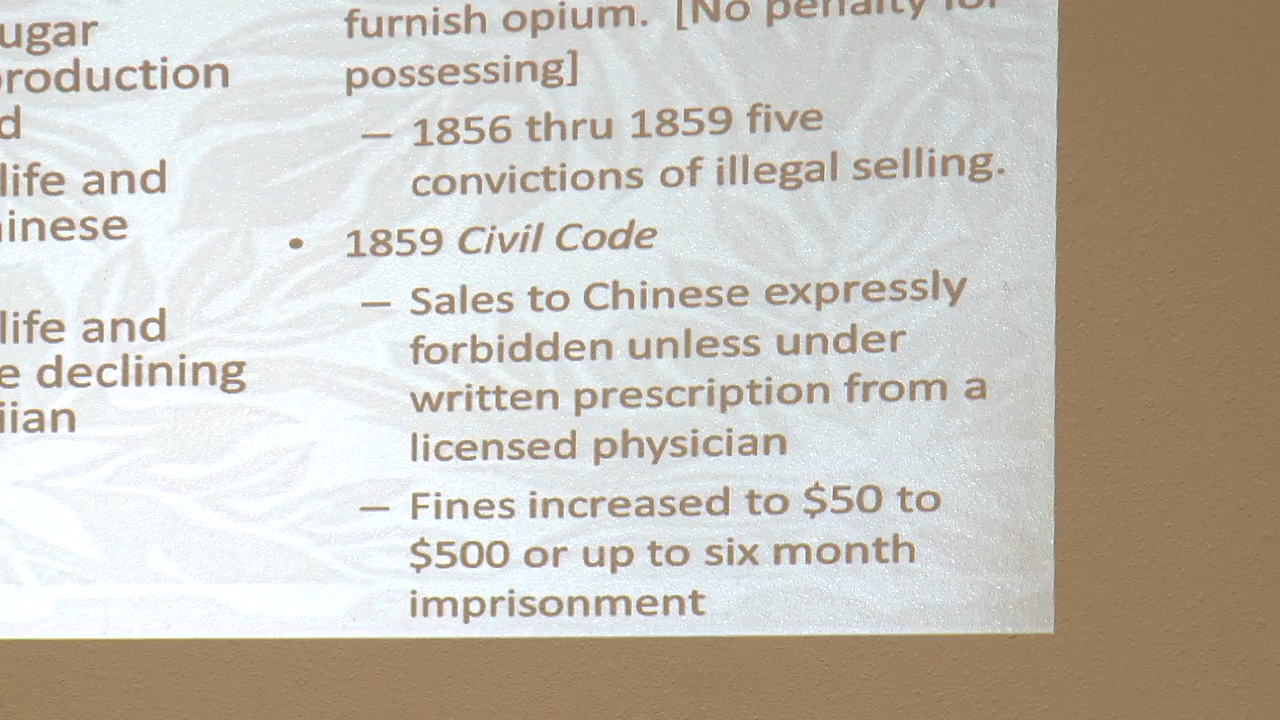 ugar
production
d
life and
hinese
life and
e declining
iian
furnish opium. [No penalty for
possessing]
– 1856 thru 1859 five
convictions of illegal selling.
• 1859 Civil Code
– Sales to Chinese expressly
forbidden unless under
written prescription from a
licensed physician
– Fines increased to $50 to
$500 or up to six month
imprisonment